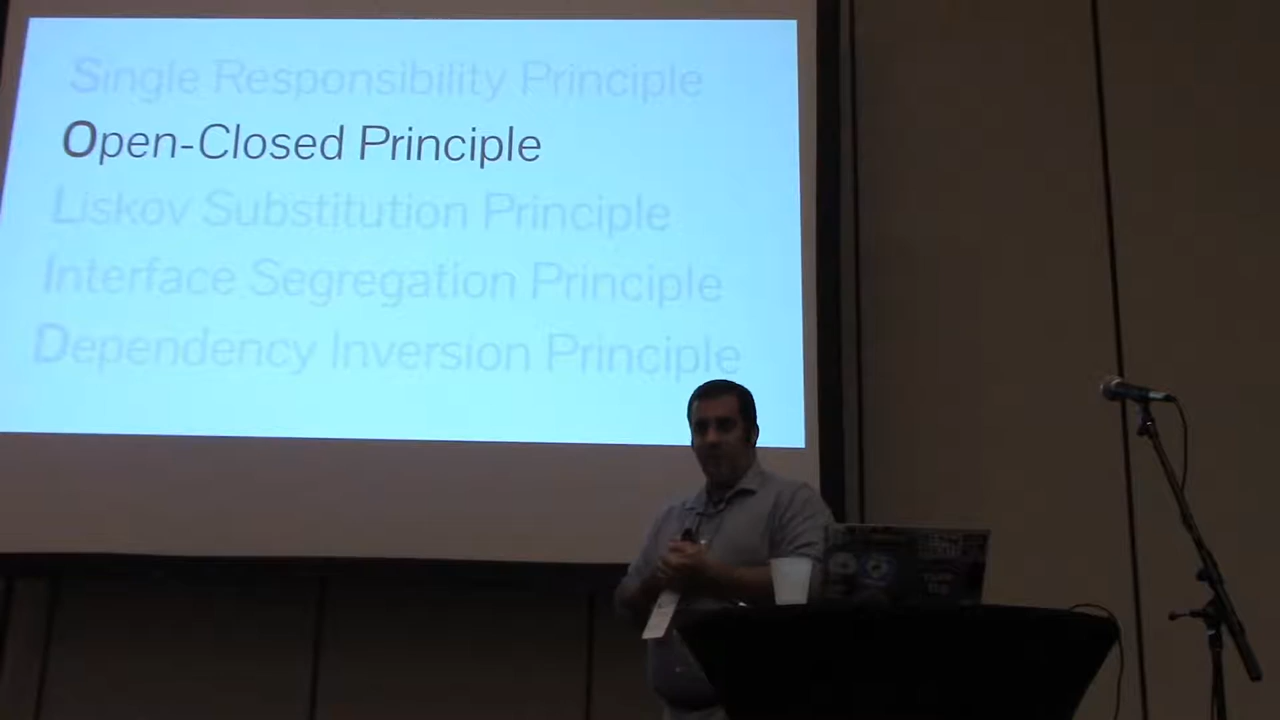 Single Responsibility Principle
Open-Closed Principle
Liskov Substitution Principle
Interface Segregation Principle
Dependency Inversion Principle